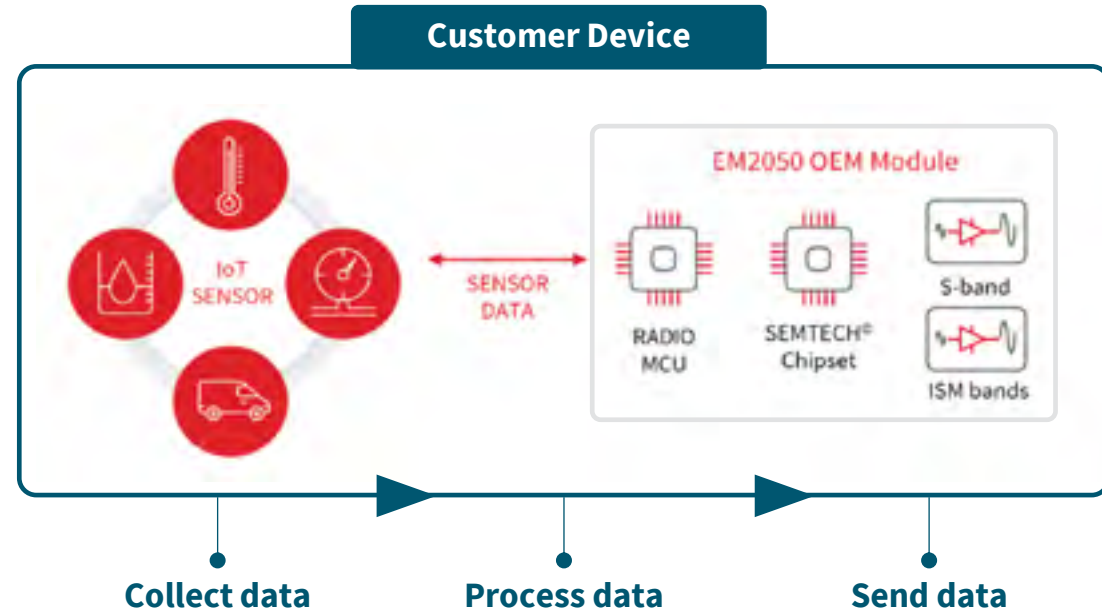 Customer Device
EM2050 OEM Module
IoT
SENSOR
SENSOR
DATA
RADIO
MCU
SEMTECH®
Chipset
S-band
ISM bands
Collect data
Process data
Send data